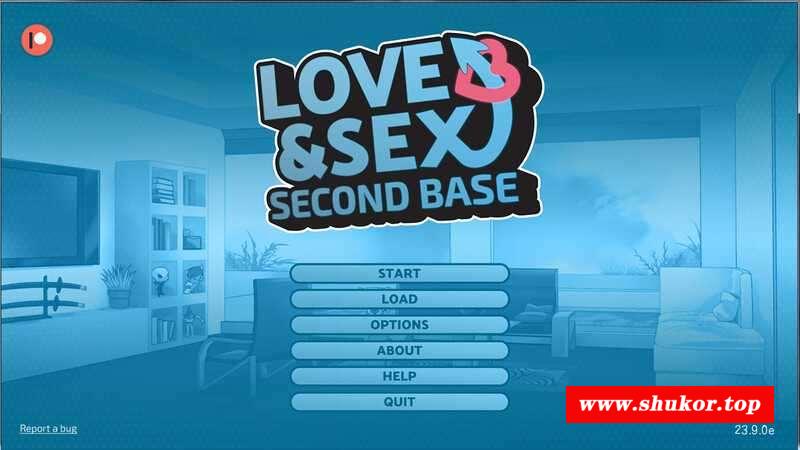 LOVE
&SEX
SECOND BASE
START
LOAD
OPTIONS
ABOUT
HELP
QUIT
www.shukor.top
Report a bug
23.9.0e